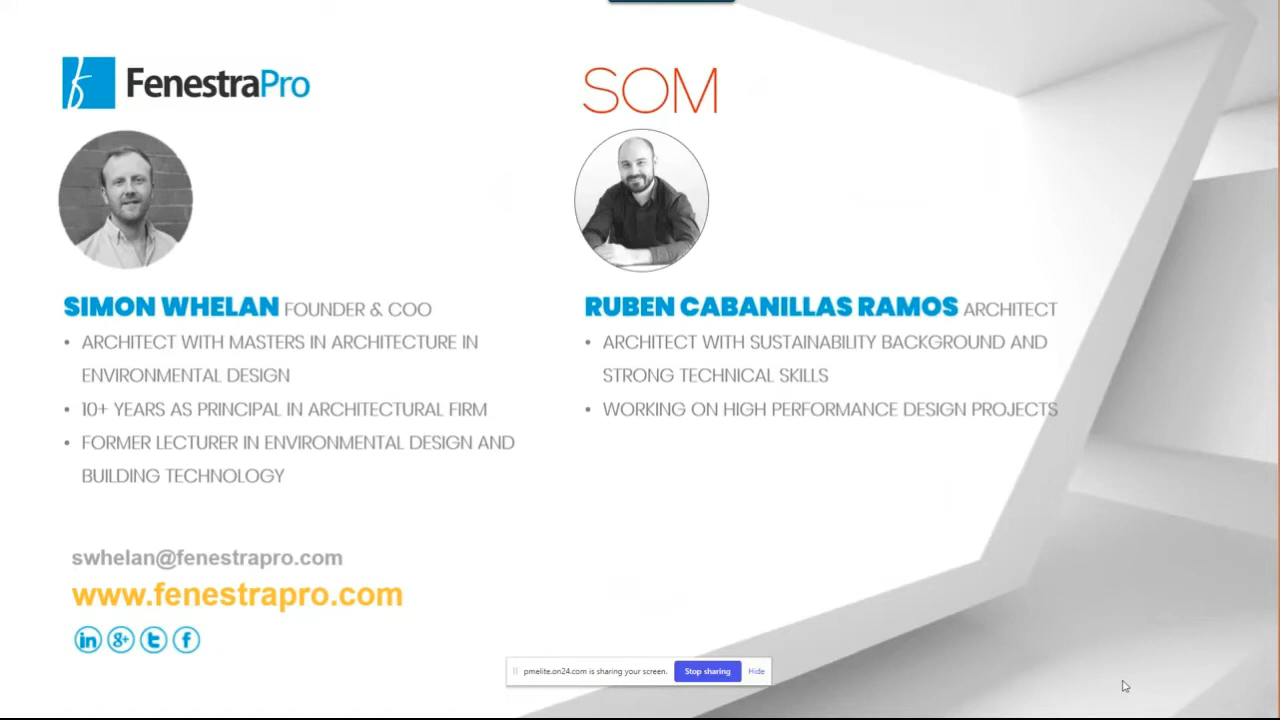 FenestraPro
SIMON WHELAN FOUNDER & COO
• ARCHITECT WITH MASTERS IN ARCHITECTURE IN
ENVIRONMENTAL DESIGN
• 10+ YEARS AS PRINCIPAL IN ARCHITECTURAL FIRM
• FORMER LECTURER IN ENVIRONMENTAL DESIGN AND
BUILDING TECHNOLOGY
swhelan@fenestrapro.com
www.fenestrapro.com
in g+ t f
SOM
RUBEN CABANILLAS RAMOS ARCHITECT
• ARCHITECT WITH SUSTAINABILITY BACKGROUND AND
STRONG TECHNICAL SKILLS
• WORKING ON HIGH PERFORMANCE DESIGN PROJECTS
pmelite.on24.com is sharing your screen. Stop sharing Hide